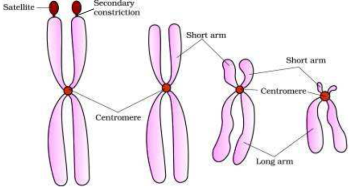 Satellite
Secondary
constriction
Short arm
Short arm
Centromere
Centromere
Long arm